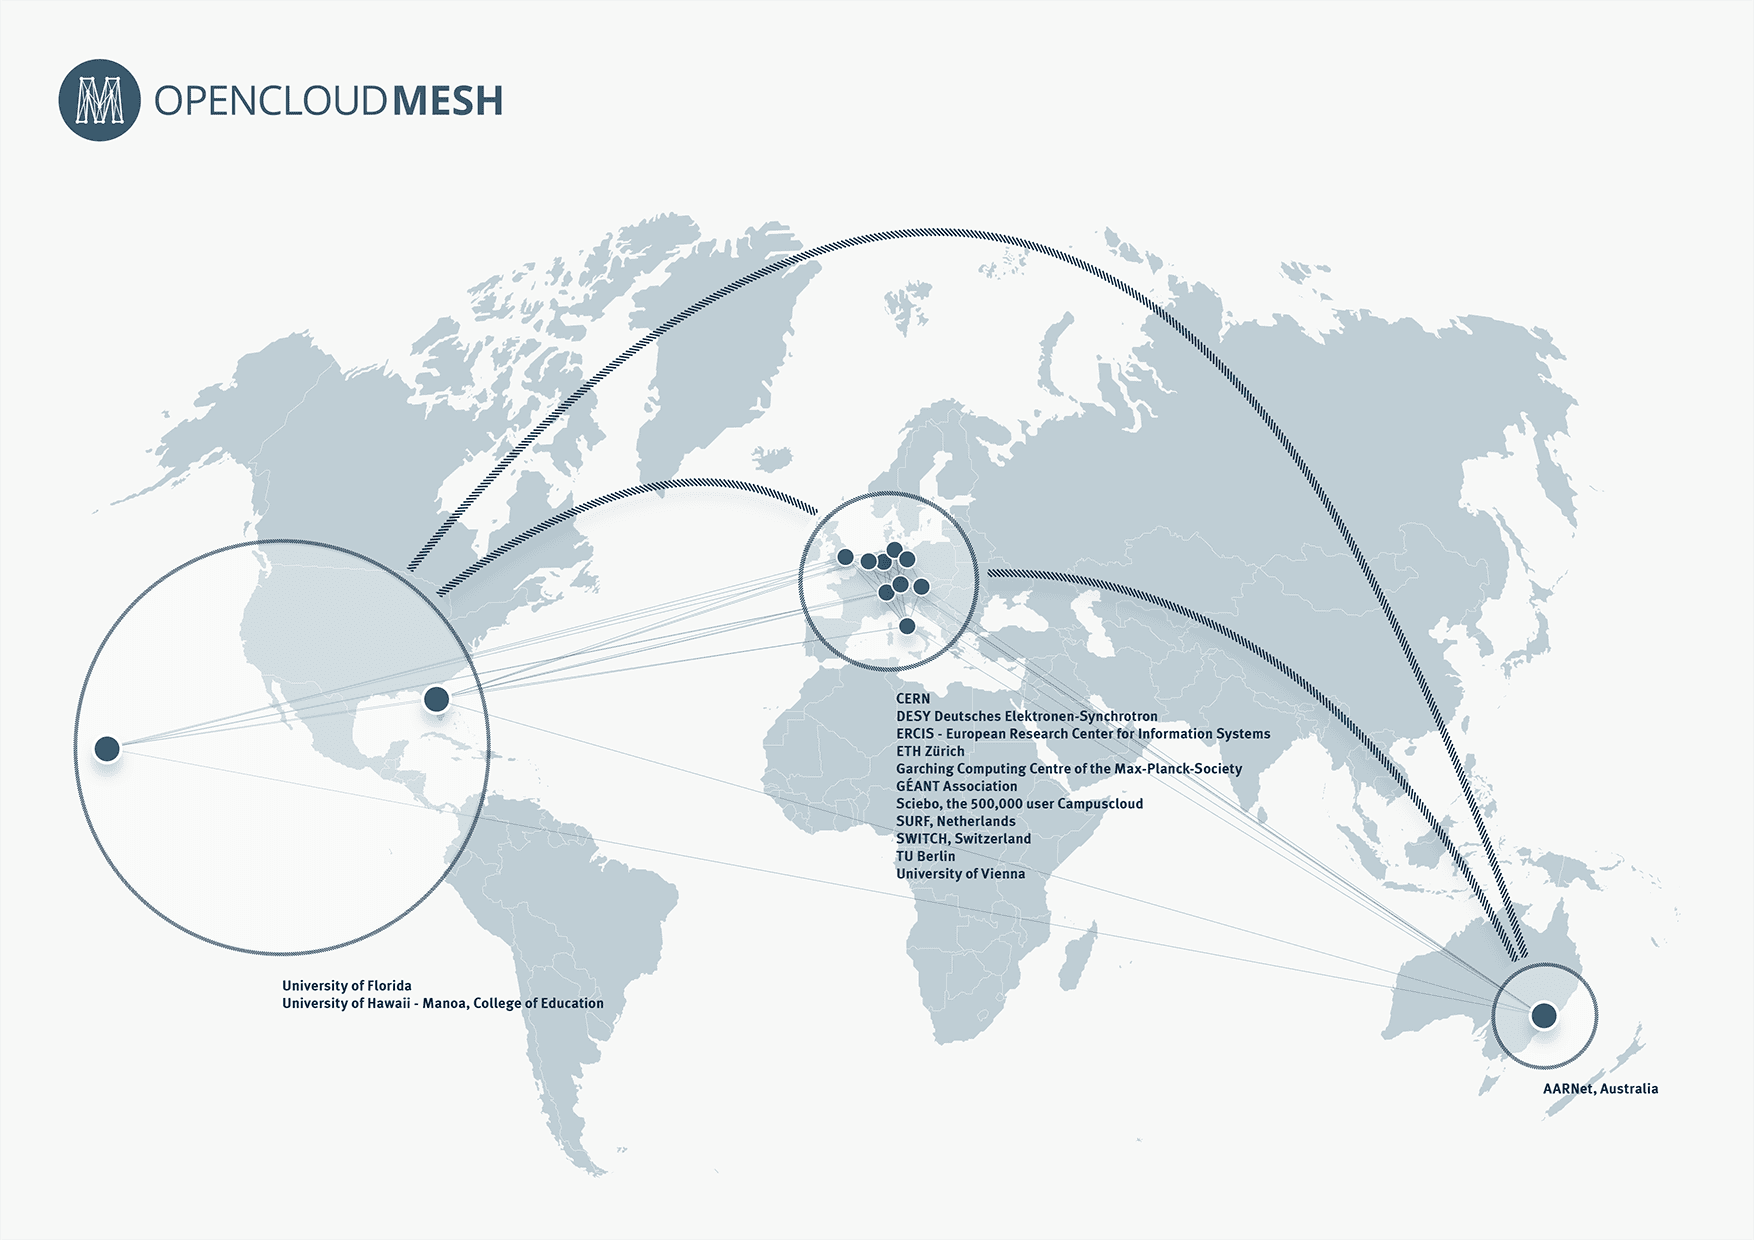 OPENCLOUDMESH
CERN
DESY Deutsches Elektronen-Synchrotron
ERCIS - European Research Center for Information Systems
ETH Zürich
Garching Computing Centre of the Max-Planck-Society
GÉANT Association
Sciebo, the 500,000 user Campuscloud
SURF, Netherlands
SWITCH, Switzerland
TU Berlin
University of Vienna
University of Florida
University of Hawaii - Manoa, College of Education
AARNet, Australia